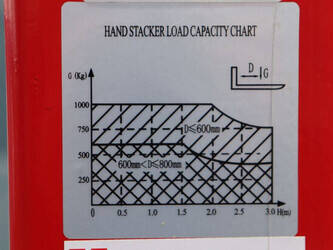 HAND STACKER LOAD CAPACITY CHART
G (Kg)
D
G
1000
750
D≤600mm
500
600mm<D≤800mm
250
0 0.5 1.0 1.5 2.0 2.5 3.0 H(m)